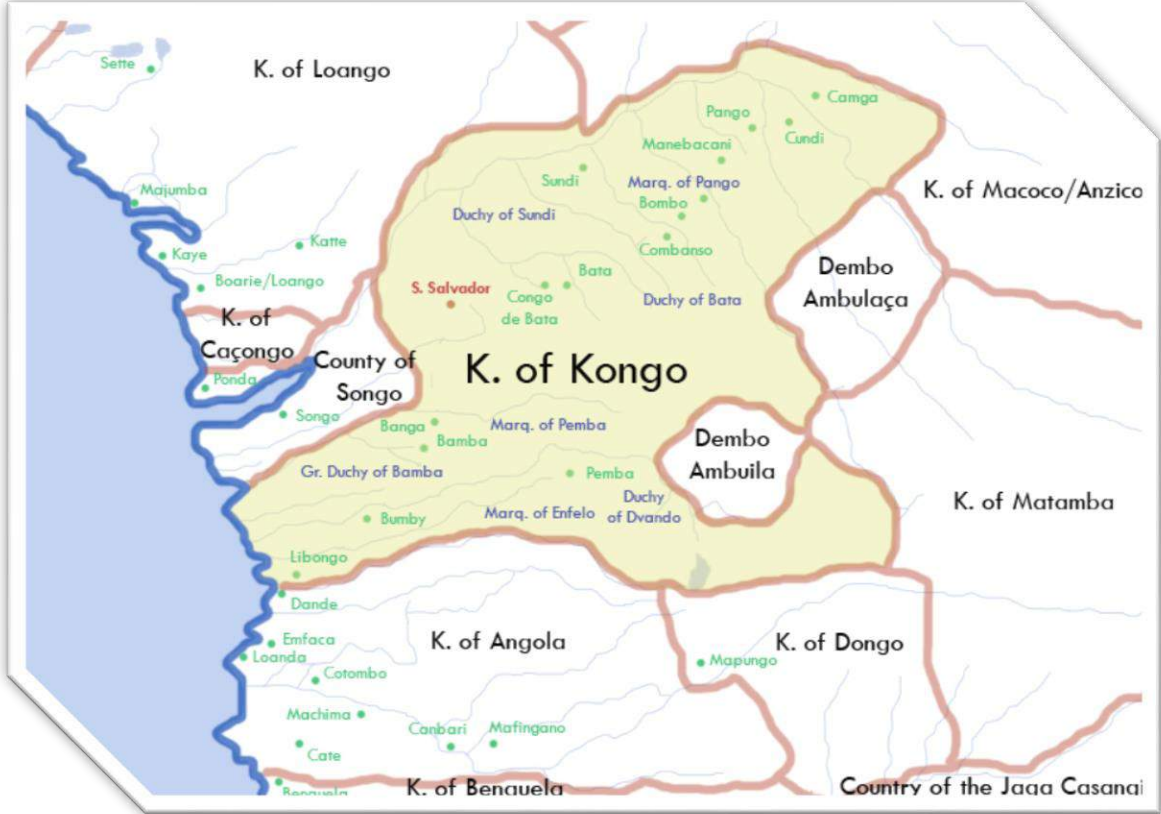 Sette
K. of Loango
Camga
Pango
Cundi
Manebacani
Sundi
Marq. of Pango
Majumba
K. of Macoco/Anzico
Bombo
Duchy of Sundi
Katte
Kaye
Combanso
Dembo
Ambulaça
Boarie/Loango
Bata
S. Salvador
Congo
de Bata
Duchy of Bata
K. of
Caçongo
County of
Songo
K. of Kongo
Ponda
Songo
Banga
Marq. of Pemba
Bamba
Dembo
Ambuila
Gr. Duchy of Bamba
Pemba
Duchy
of Dvando
K. of Matamba
Marq. of Enfelo
Bumby
Libongo
Dande
Emfaca
K. of Angola
K. of Dongo
Loanda
Mapungo
Cotombo
Machima
Canbari
Mafingano
Cate
K. of Benguela
Country of the Jaga Casangi
Benguela